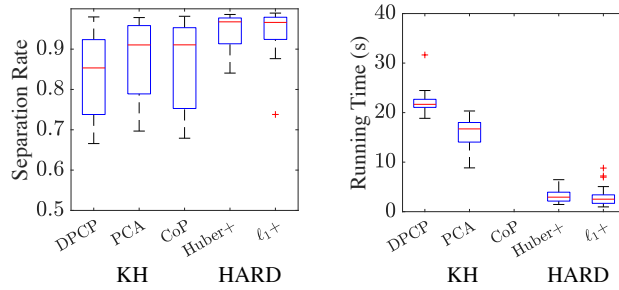 Separation Rate
0.9
0.8
0.7
0.6
0.5
DPCP
PCA
CoP
Huber+
ℓ₁+
KH
HARD
Running Time (s)
40
30
20
10
0
DPCP
PCA
CoP
Huber+
ℓ₁+
KH
HARD